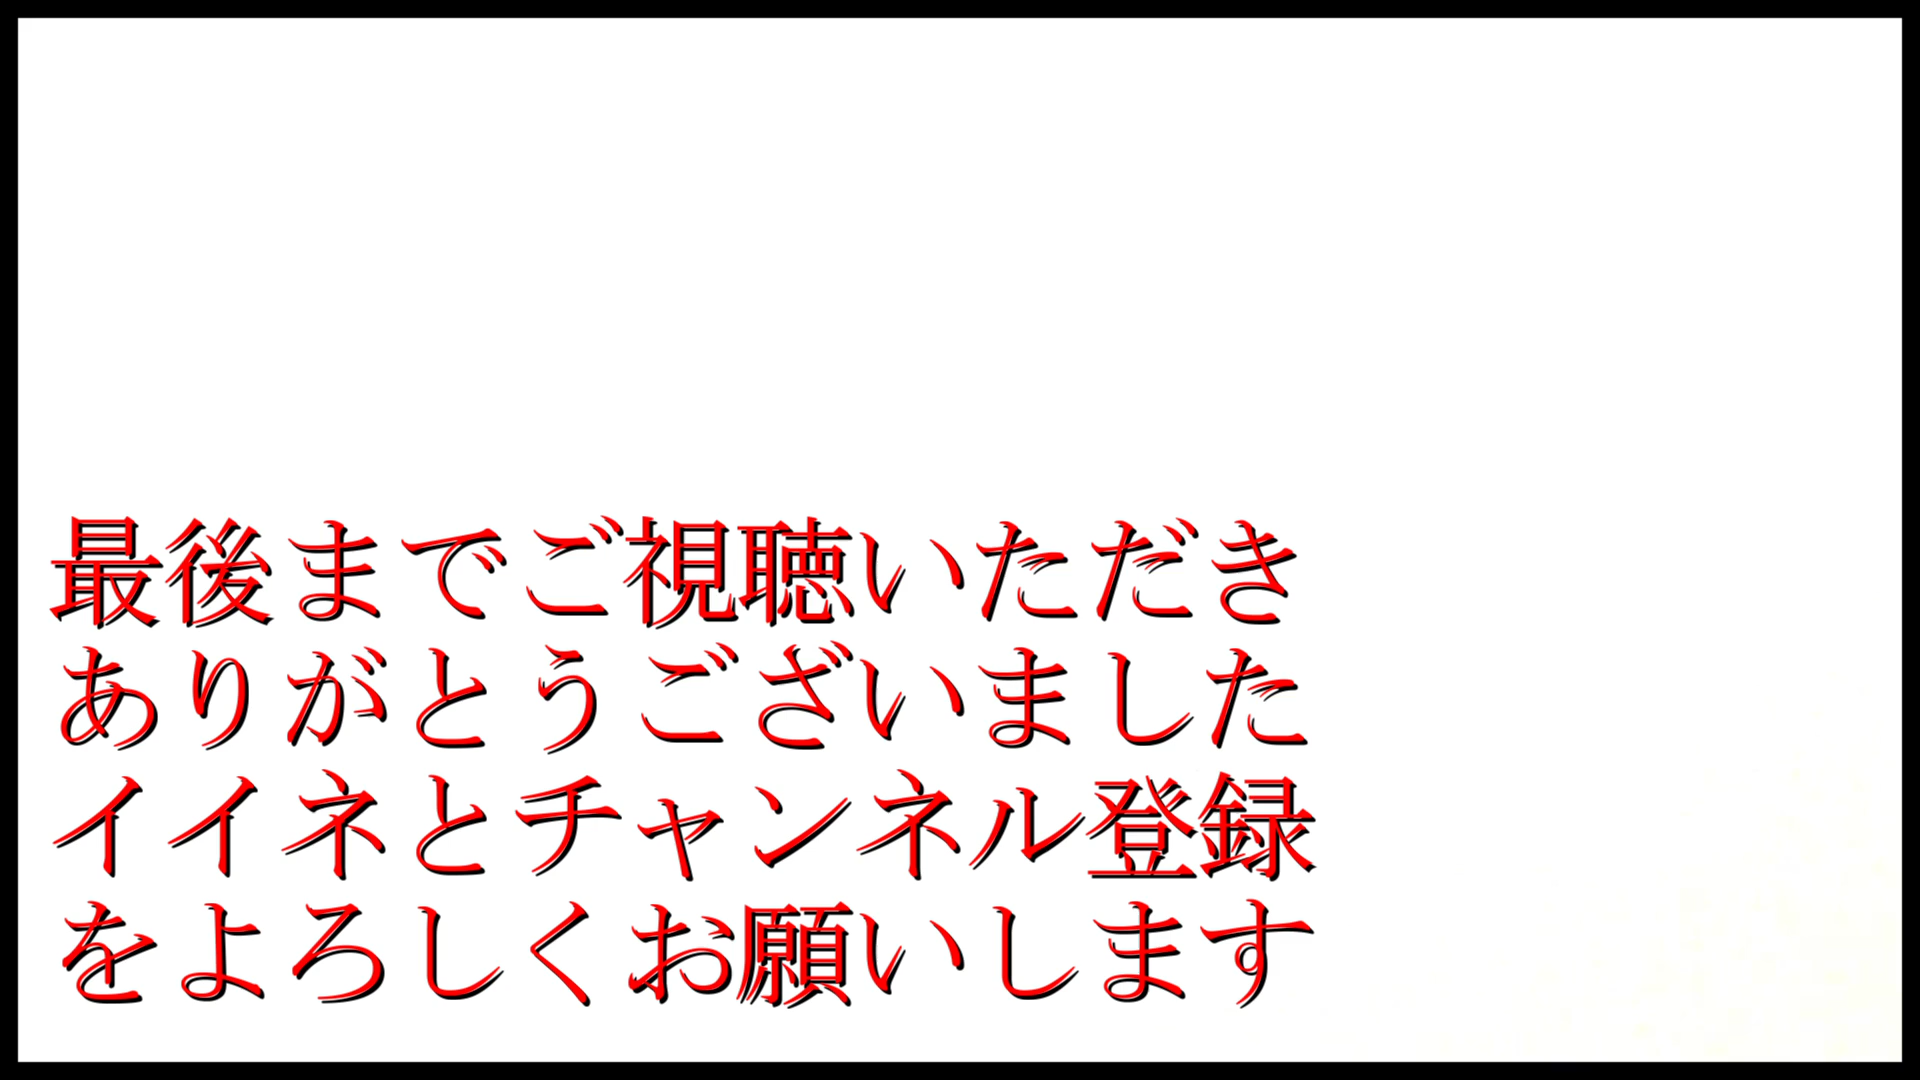 最後までご視聴いただき
ありがとうございました
イイネとチャンネル登録
をよろしくお願いします